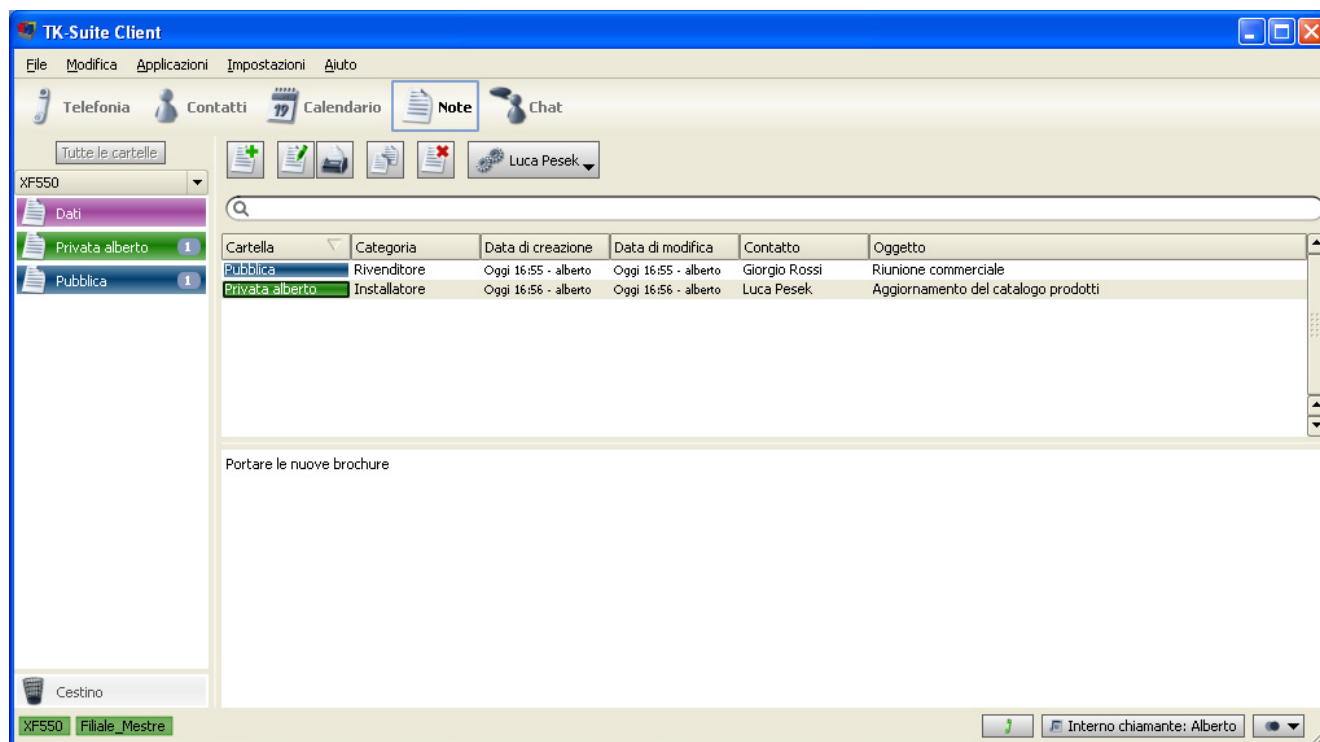 TK-Suite Client
File Modifica Applicazioni Impostazioni Aiuto
Telefonia Contatti 19 Calendario Note Chat
Tutte le cartelle
Luca Pesek
XF550
Dati
Privata alberto 1
Pubblica 1
Cartella Categoria Data di creazione Data di modifica Contatto Oggetto
Pubblica Rivenditore Oggi 16:55 - alberto Oggi 16:55 - alberto Giorgio Rossi Riunione commerciale
Privata alberto Installatore Oggi 16:56 - alberto Oggi 16:56 - alberto Luca Pesek Aggiornamento del catalogo prodotti
Portare le nuove brochure
Cestino
XF550 Filiale_Mestre Interno chiamante: Alberto